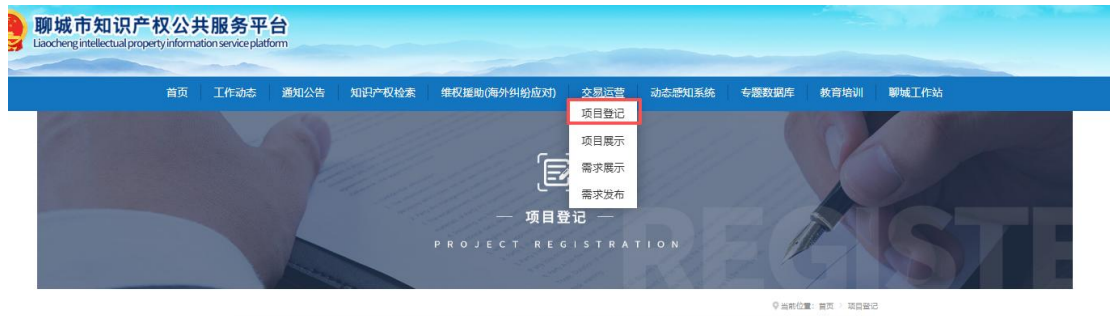 聊城市知识产权公共服务平台
Liaocheng intellectual property information service platform
首页 工作动态 通知公告 知识产权检索 维权援助(海外纠纷应对) 交易运营 动态感知系统 专题数据库 教育培训 聊城工作站
项目登记
项目展示
需求展示
需求发布
— 项目登记 —
PROJECT REGISTRATION
REGISTE
当前位置: 首页 / 项目登记